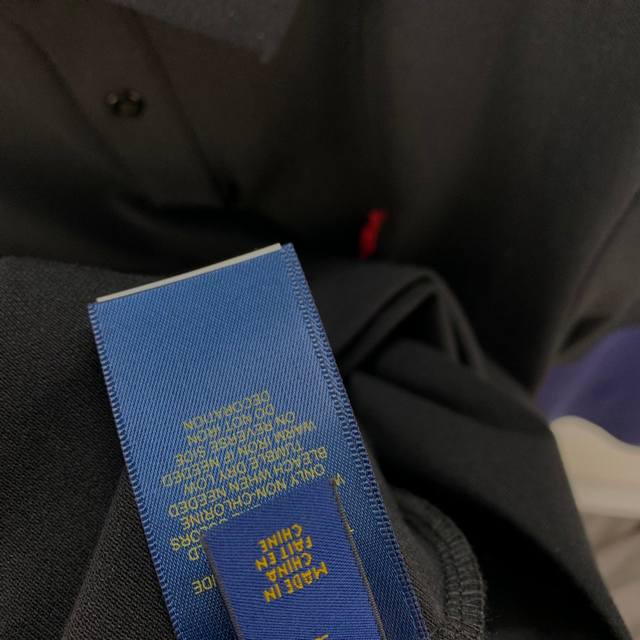 ONLY NON-CHLORINE
BLEACH WHEN NEEDED
TUMBLE DRY LOW
WARM IRON IF NEEDED
ON REVERSE SIDE
DO NOT IRON
DECORATION
MADE IN
CHINA
FAIT EN
CHINE